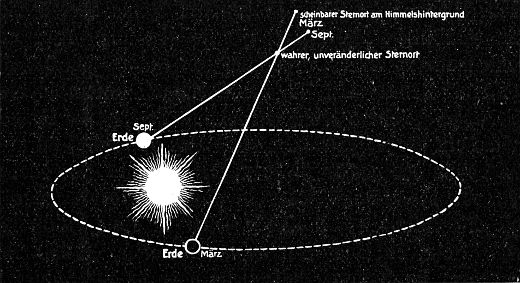 scheinbarer Sternort am Himmelshintergrund
März
Sept.
wahrer, unveränderlicher Sternort
Sept.
Erde
Erde März